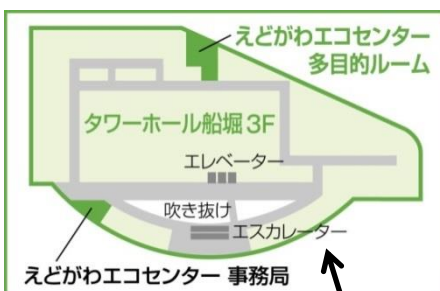 えどがわエコセンター
多目的ルーム
タワーホール船堀3F
エレベーター
吹き抜け
エスカレーター
えどがわエコセンター 事務局